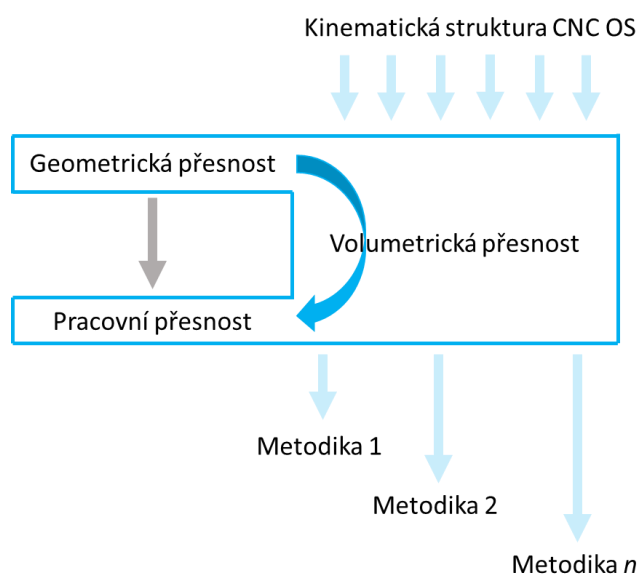 Kinematická struktura CNC OS
Geometrická přesnost
Volumetrická přesnost
Pracovní přesnost
Metodika 1
Metodika 2
Metodika n